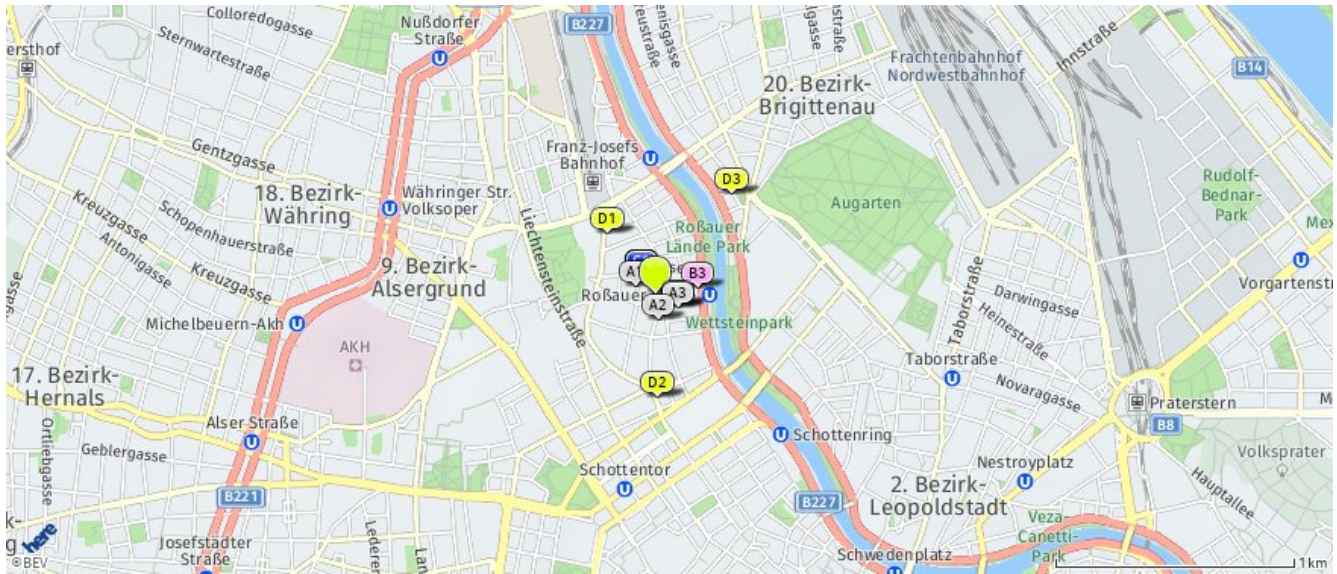 Colloredogasse
Sternwartestraße
ersthof
Nußdorfer
Straße
B227
Gentzgasse
Kreuzgasse
Schopenhauerstraße
Antonigasse
Kreuzgasse
18. Bezirk-
Währing
Währinger Str.
Volksoper
9. Bezirk-
Alsergrund
Liechtensteinstraße
Franz-Josefs
Bahnhof
20. Bezirk-
Brigittenau
Frachtenbahnhof
Nordwestbahnhof
Innstraße
B14
Rudolf-
Bednar-
Park
Augarten
D3
D1
Roßauer
Lände Park
B3
A3
A2
Roßauer
Wettsteinpark
D2
Michelbeuern-Akh
AKH
17. Bezirk-
Hernals
Alser Straße
Ortliebgasse
Geblergasse
B221
Josefstädter
Straße
Schottentor
Schottenring
B227
2. Bezirk-
Leopoldstadt
Schwedenplatz
Taborstraße
Taborstraße
Darwingasse
Heinestraße
Novaragasse
Vorgartenstr
Praterstern
B8
Nestroyplatz
Volksprater
Hauptallee
Veza-
Canetti-
Park
here
©BEV
1km